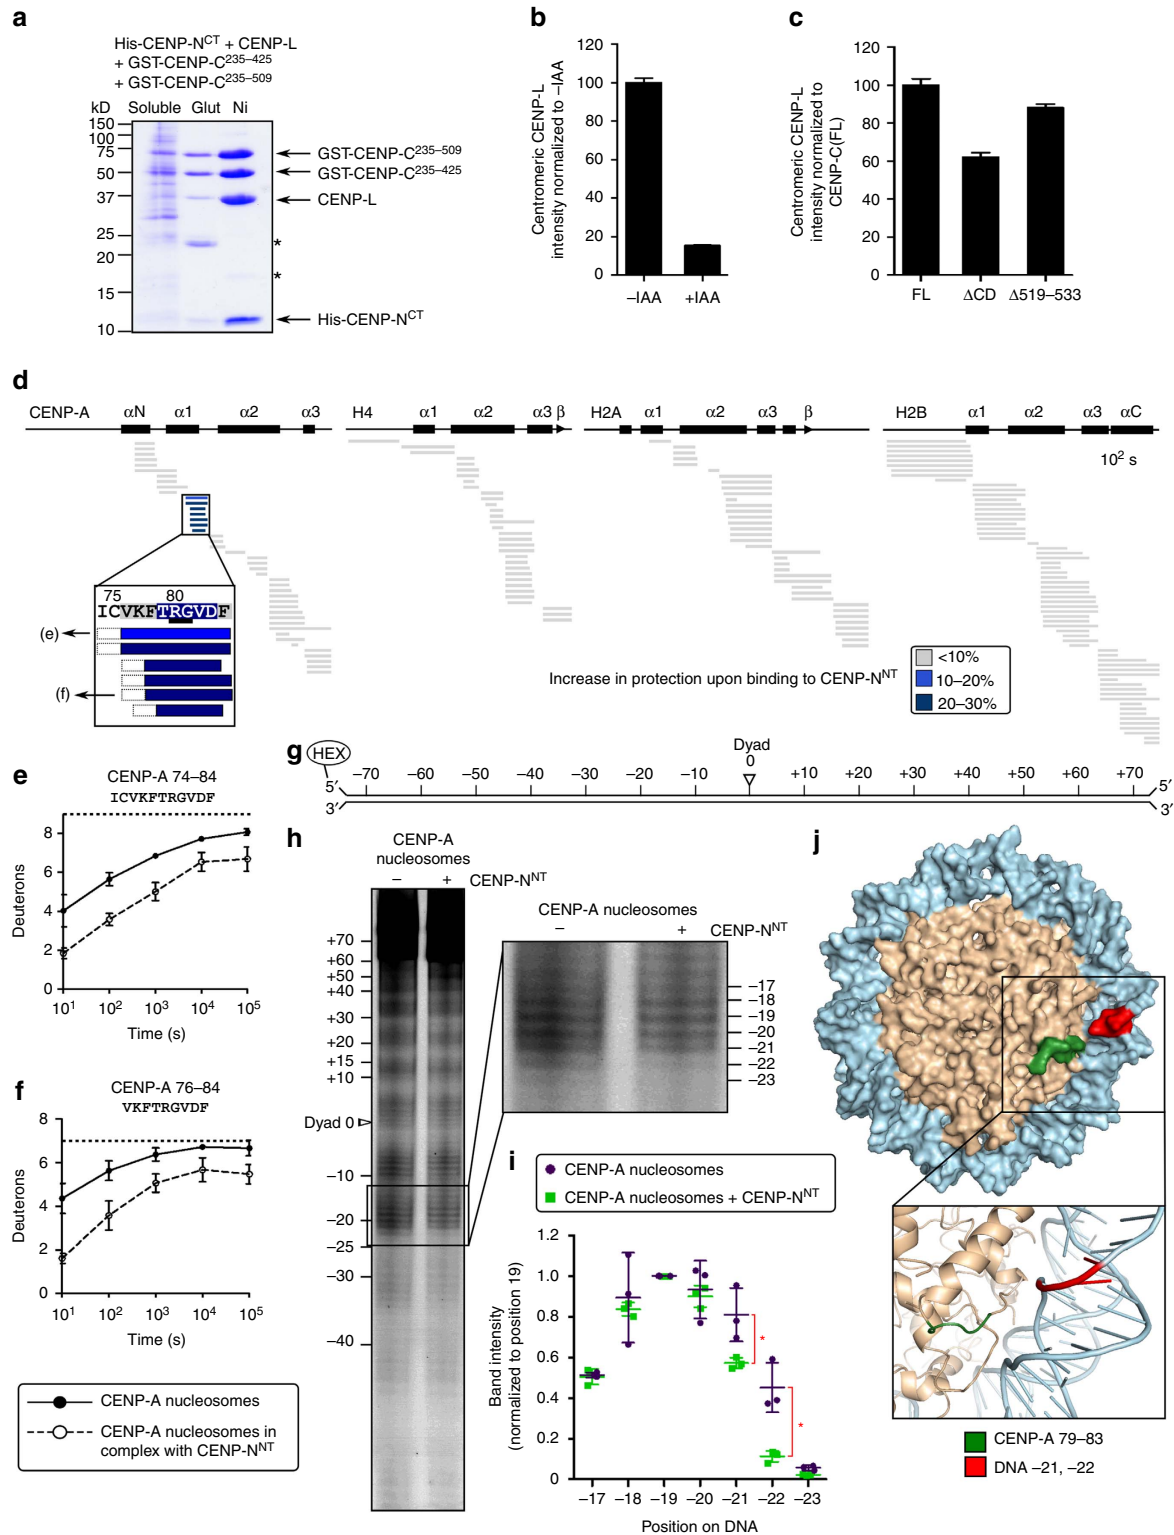 a
His-CENP-N^CT + CENP-L
+ GST-CENP-C^235–425
+ GST-CENP-C^235–509
kD Soluble Glut Ni
150
100
75
50
37
25
20
15
10
GST-CENP-C^235–509
GST-CENP-C^235–425
CENP-L
*
*
His-CENP-N^CT
b
Centromeric CENP-L
intensity normalized to –IAA
120
100
80
60
40
20
0
–IAA +IAA
c
Centromeric CENP-L
intensity normalized to
CENP-C(FL)
120
100
80
60
40
20
0
FL ΔCD Δ519–533
d
CENP-A αN α1 α2 α3
H4 α1 α2 α3 β
H2A α1 α2 α3 β
H2B α1 α2 α3 αC
10² s
75 80
ICVKFTRGVDF
(e)
(f)
Increase in protection upon binding to CENP-N^NT
<10%
10–20%
20–30%
e
CENP-A 74–84
ICVKFTRGVDF
Deuterons
8
6
4
2
0
10¹ 10² 10³ 10⁴ 10⁵
Time (s)
f
CENP-A 76–84
VKFTRGVDF
Deuterons
8
6
4
2
0
10¹ 10² 10³ 10⁴ 10⁵
Time (s)
CENP-A nucleosomes
CENP-A nucleosomes in
complex with CENP-N^NT
g
HEX
5′ 3′
–70 –60 –50 –40 –30 –20 –10
Dyad
0
+10 +20 +30 +40 +50 +60 +70
5′ 3′
h
CENP-A
nucleosomes
– + CENP-N^NT
+70
+60
+50
+40
+30
+20
+15
+10
Dyad 0
–10
–20
–25
–30
–40
CENP-A nucleosomes
– + CENP-N^NT
–17
–18
–19
–20
–21
–22
–23
i
CENP-A nucleosomes
CENP-A nucleosomes + CENP-N^NT
Band intensity
(normalized to position 19)
1.2
1.0
0.8
0.6
0.4
0.2
0
*
*
–17 –18 –19 –20 –21 –22 –23
Position on DNA
j
CENP-A 79–83
DNA –21, –22